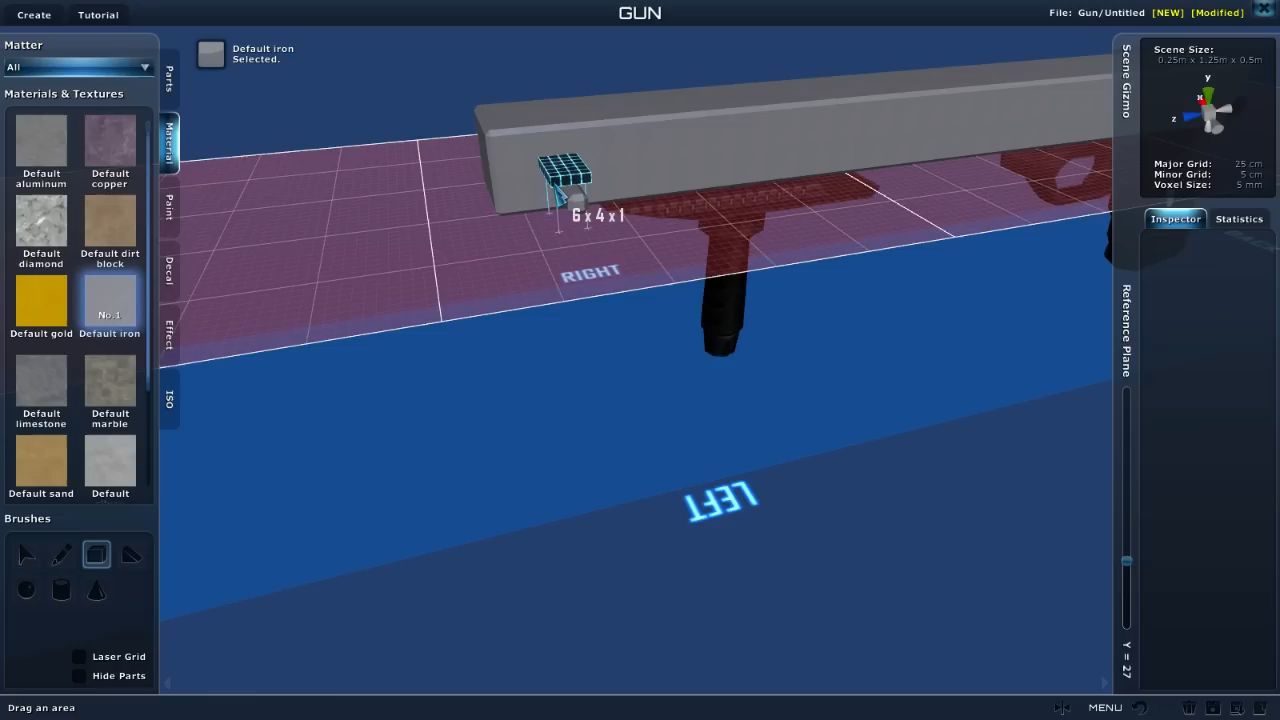 Create
Tutorial
GUN
File: Gun/Untitled
[NEW]
[Modified]
Matter
All
Materials & Textures
Default aluminum
Default copper
Default diamond
Default dirt block
Default gold
No.1
Default iron
Default limestone
Default marble
Default sand
Default
Parts
Material
Paint
Decal
Effect
ISO
Default iron
Selected.
6 x 4 x 1
RIGHT
LEFT
Scene Gizmo
Scene Size:
0.25m x 1.25m x 0.5m
y
x
z
Major Grid: 25 cm
Minor Grid: 5 cm
Voxel Size: 5 mm
Inspector
Statistics
Reference Plane
Y = 27
Brushes
Laser Grid
Hide Parts
Drag an area
MENU